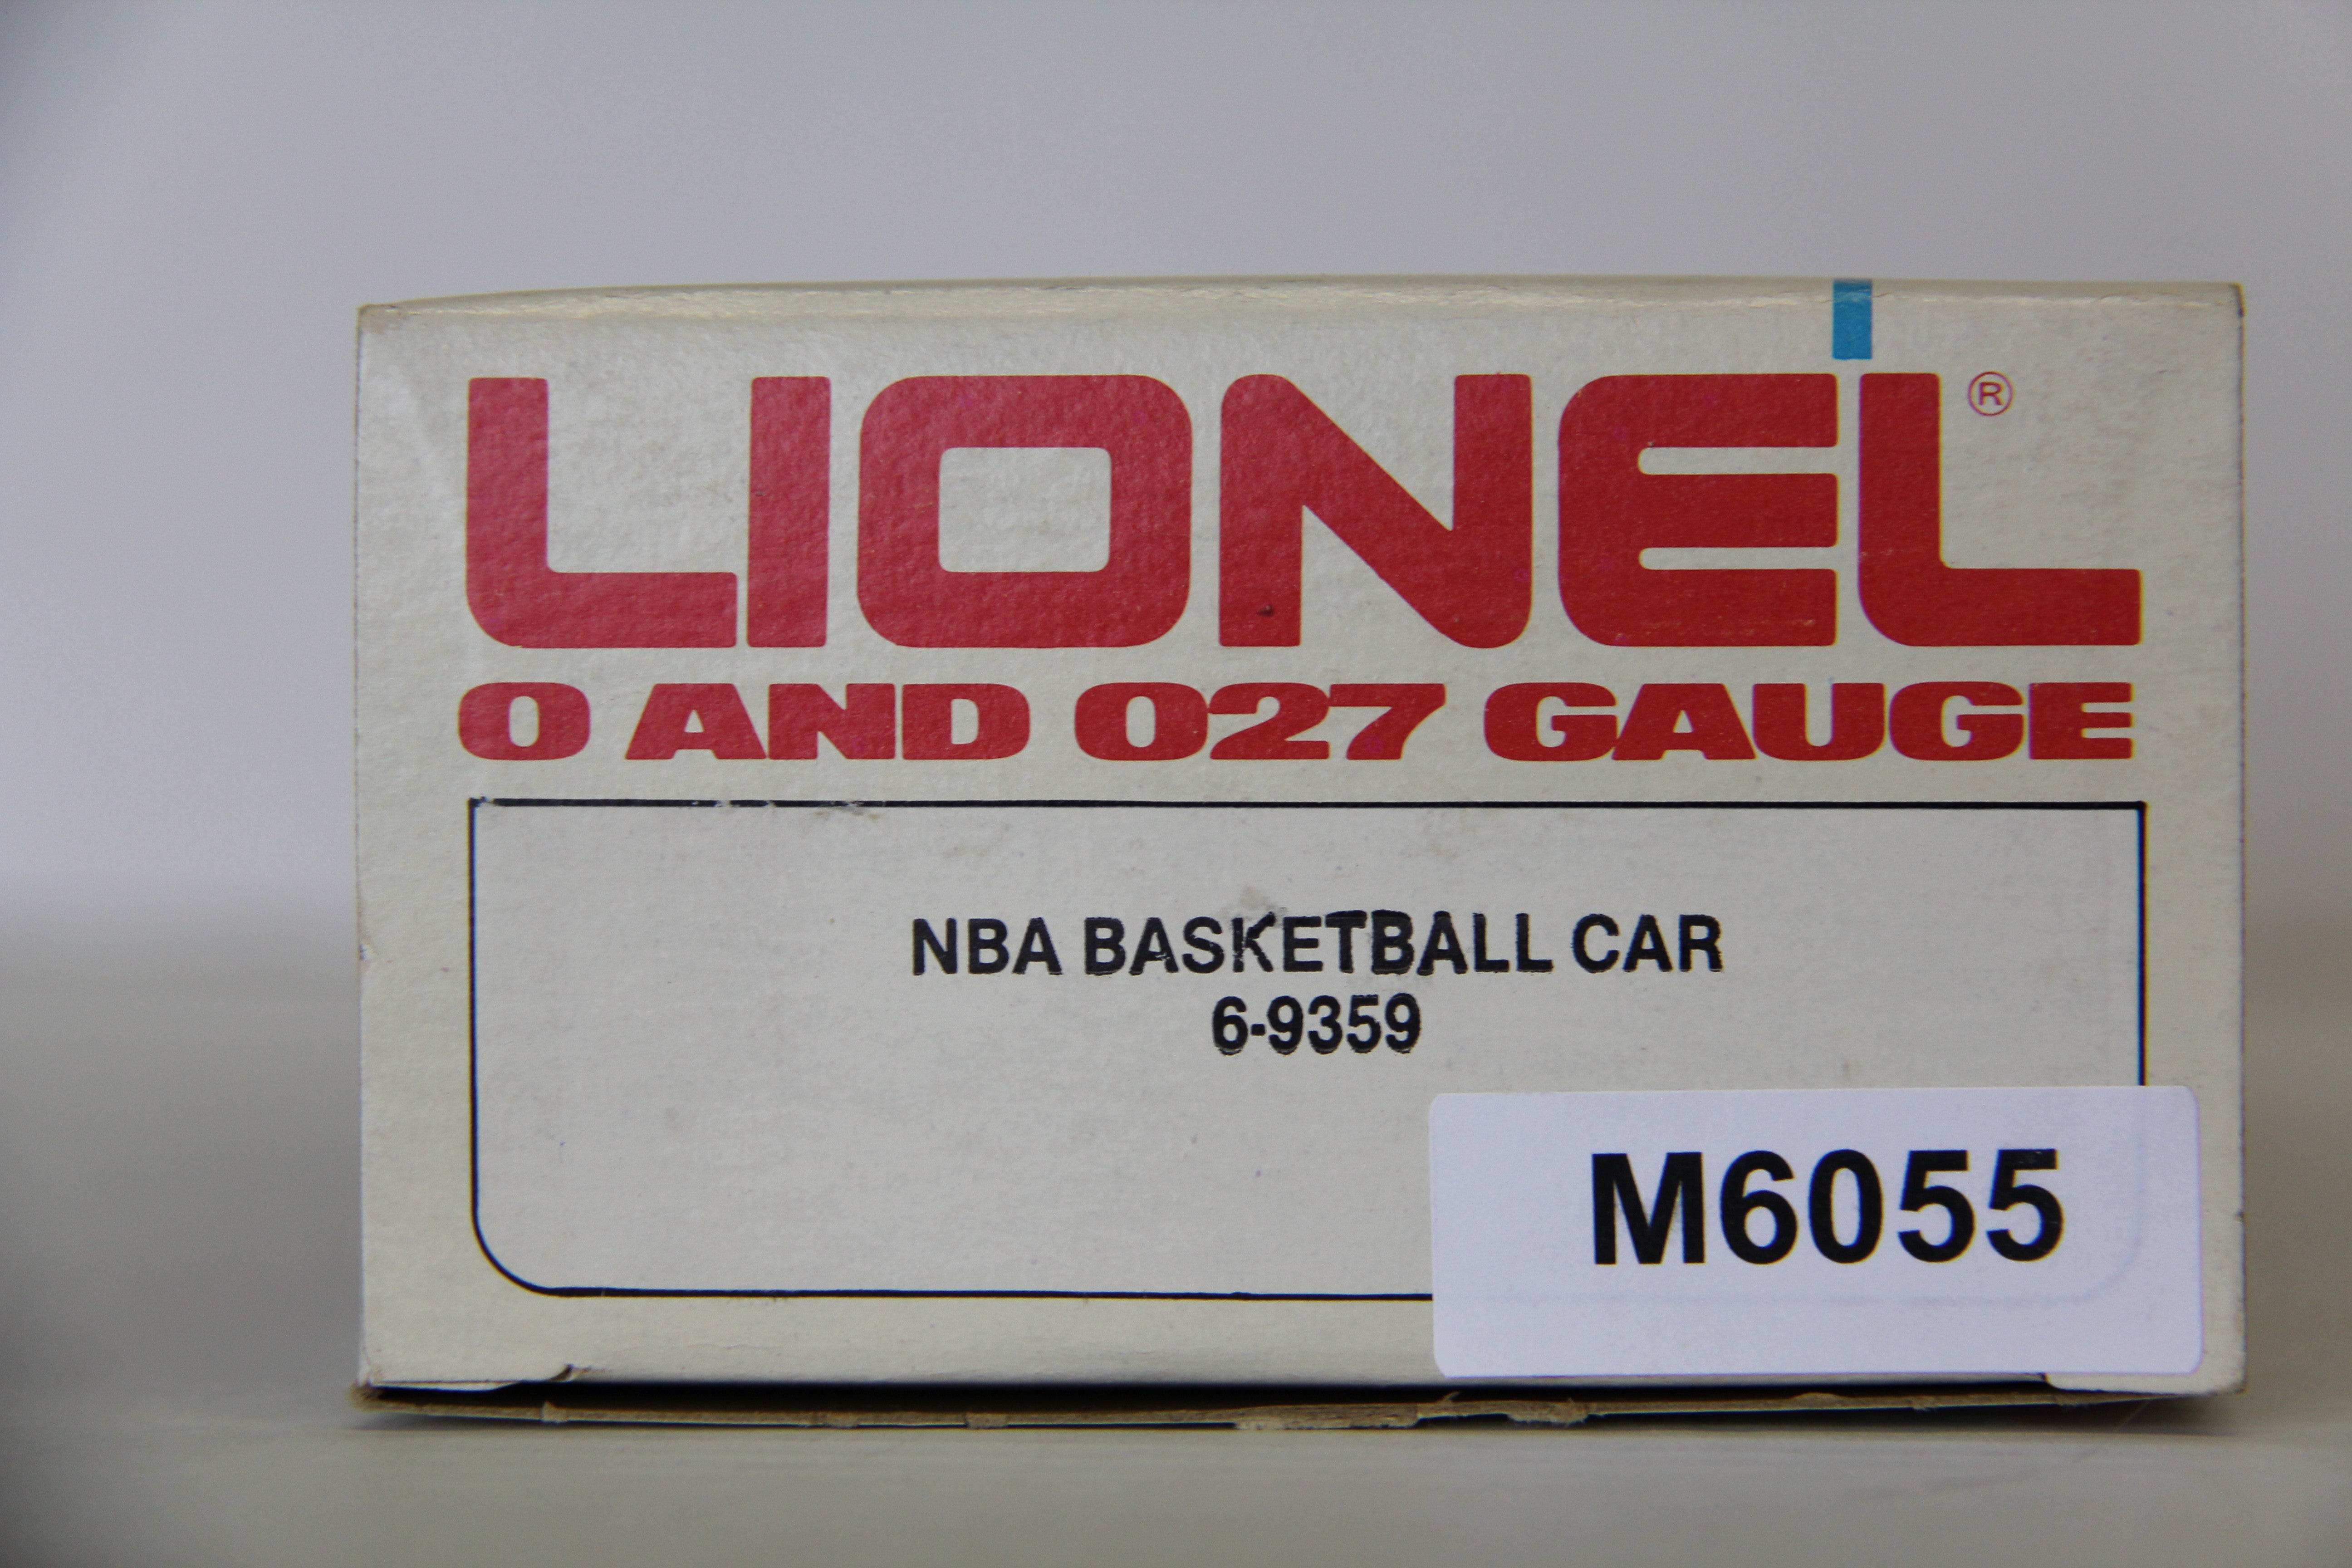 LIONEL®
O AND O27 GAUGE
NBA BASKETBALL CAR
6-9359
M6055